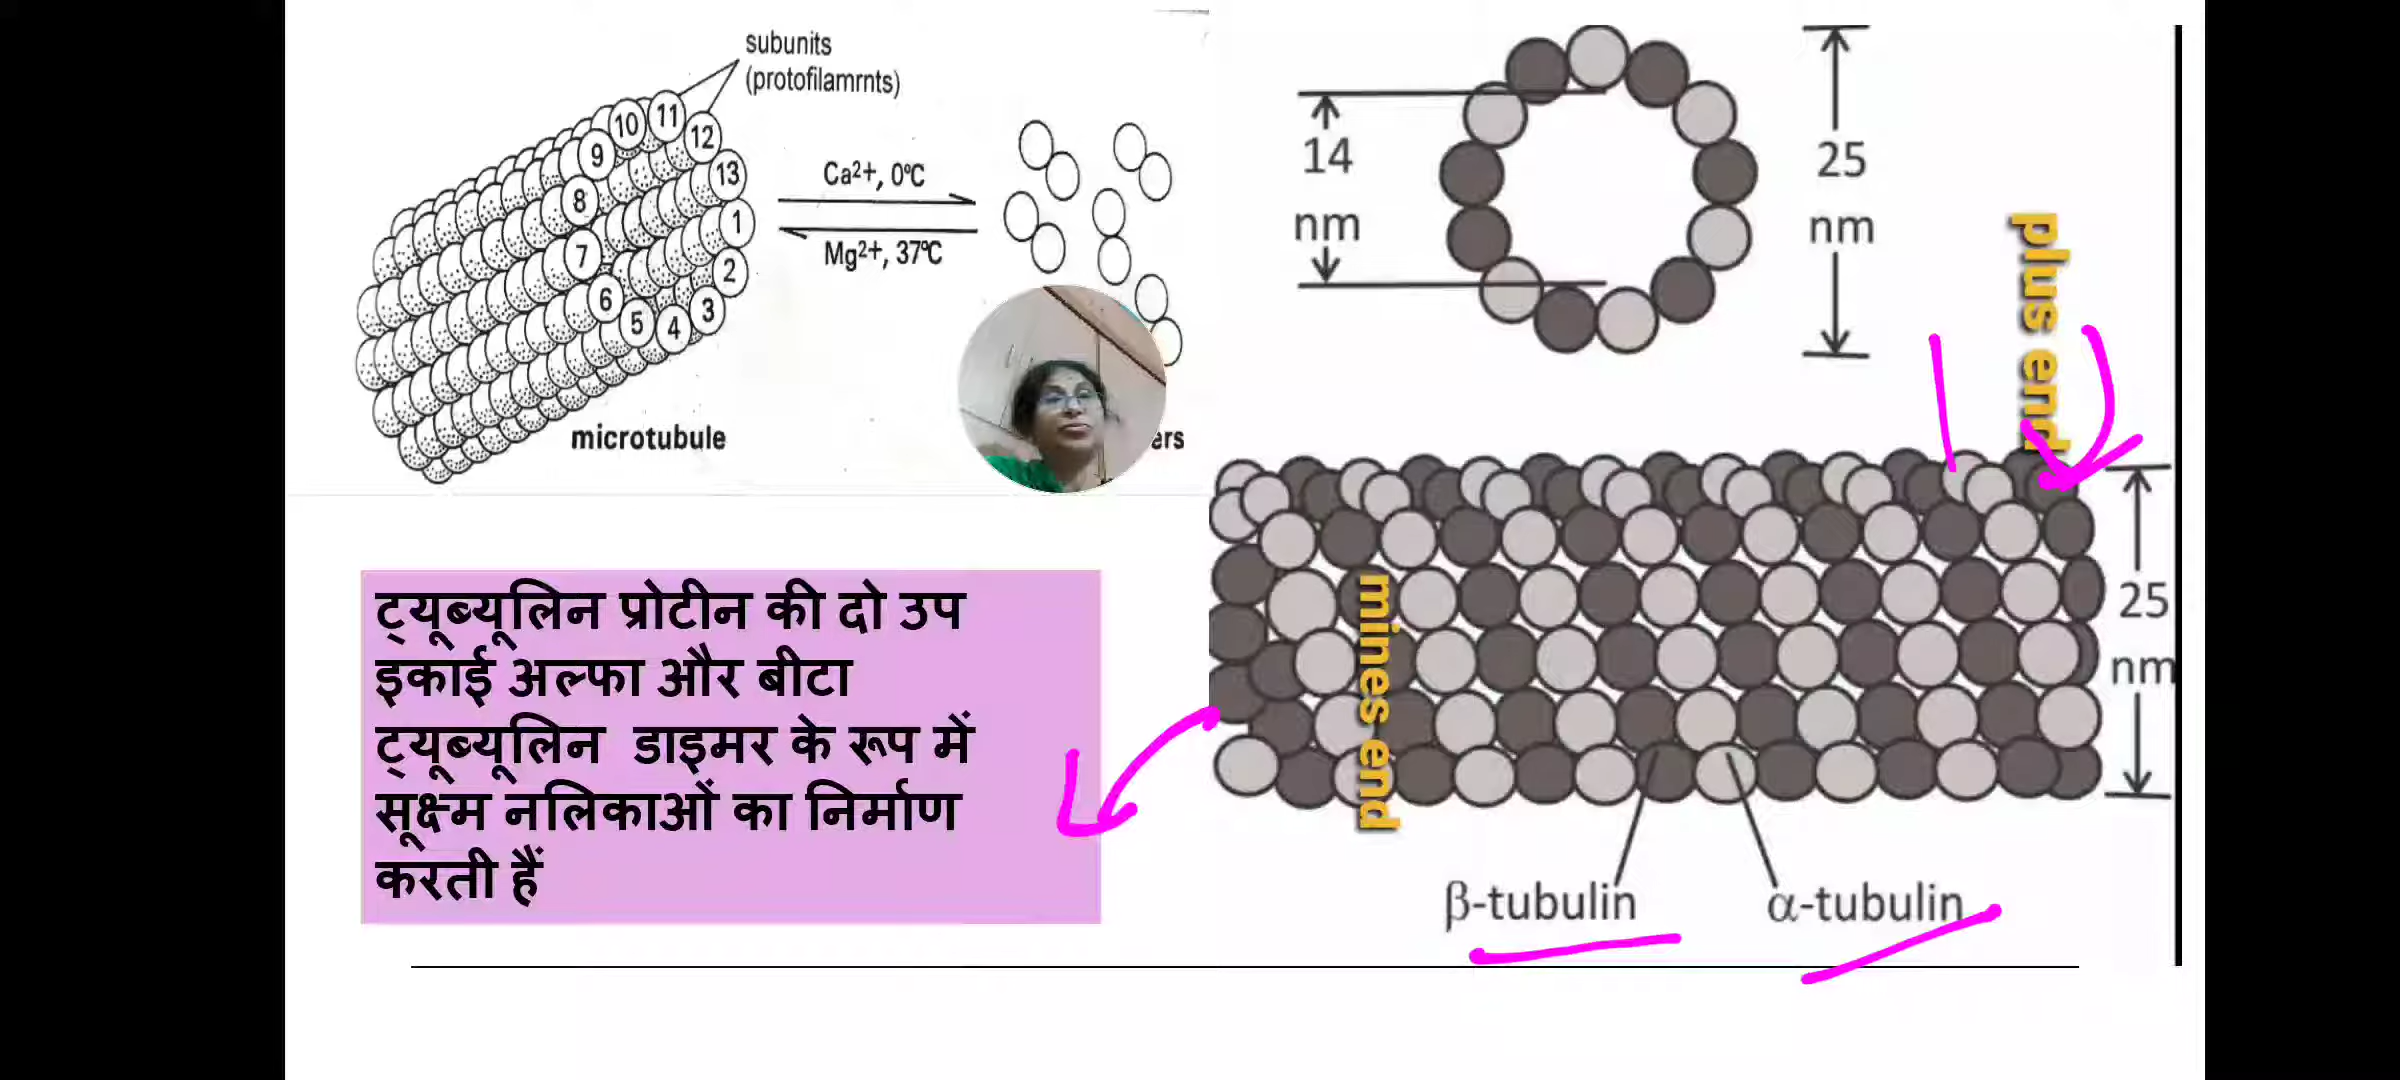 subunits
(protofilamrnts)
10
11
12
9
13
8
1
7
2
6
5
4
3
Ca2+, 0°C
Mg2+, 37°C
microtubule
ers
14
nm
25
nm
plus end
mines end
25
nm
β-tubulin
α-tubulin
ट्यूब्यूलिन प्रोटीन की दो उप
इकाई अल्फा और बीटा
ट्यूब्यूलिन डाइमर के रूप में
सूक्ष्म नलिकाओं का निर्माण
करती हैं